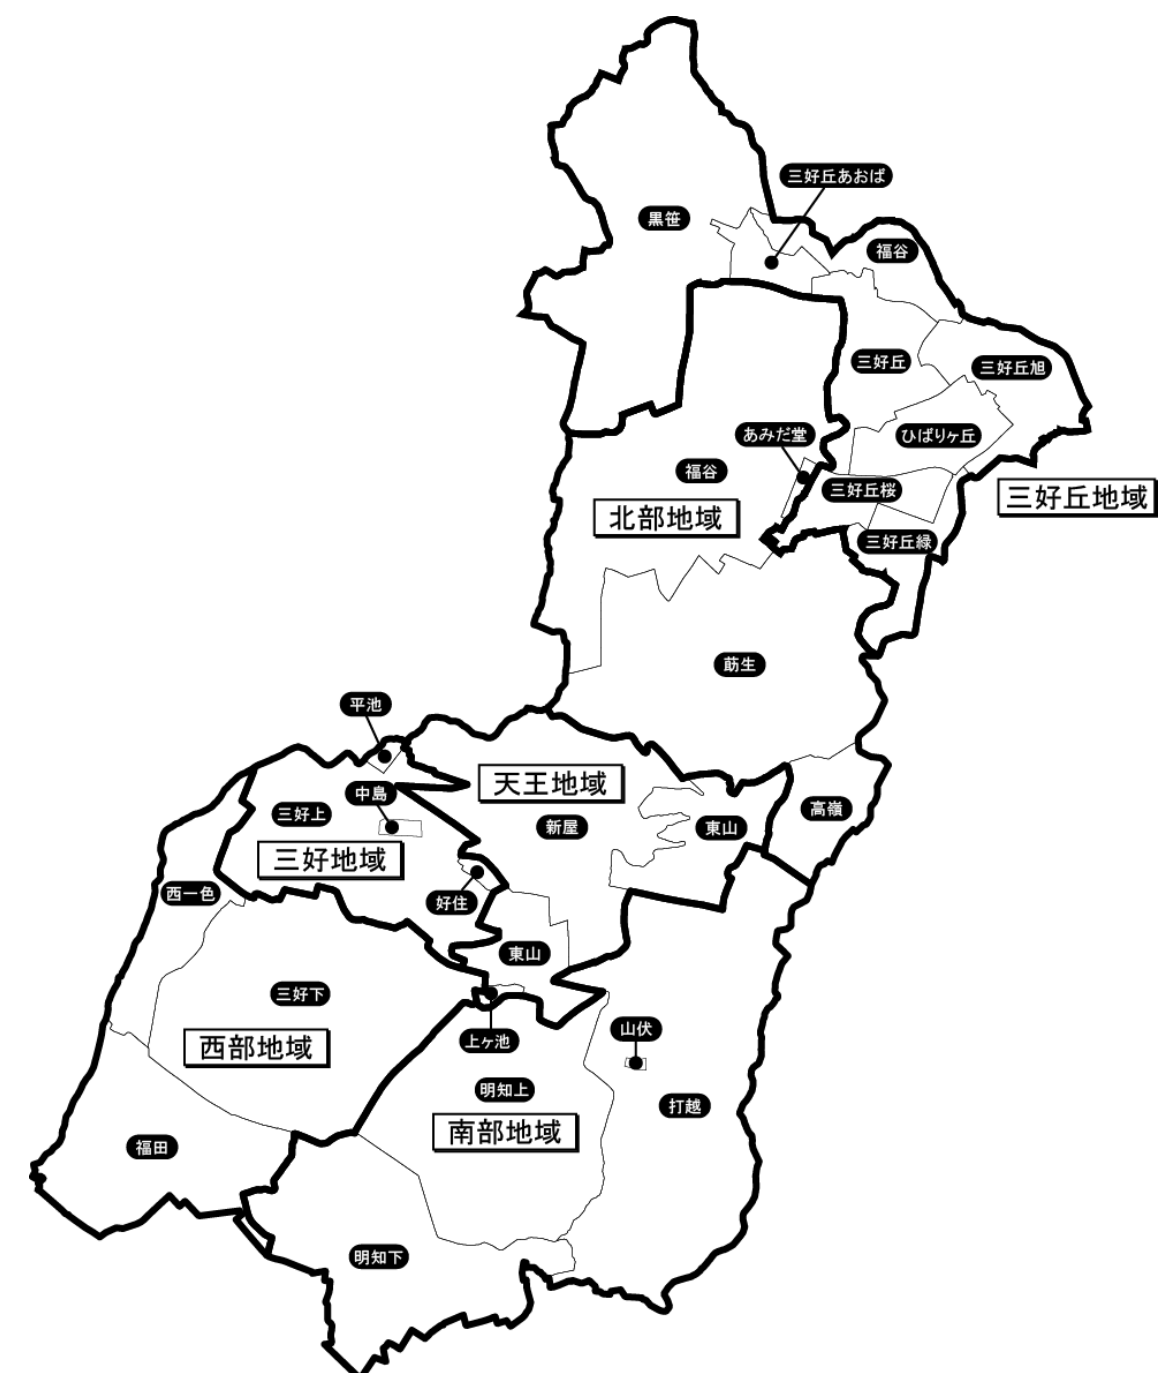 三好丘あおば
黒笹
福谷
三好丘
三好丘旭
あみだ堂
ひばりヶ丘
福谷
三好丘桜
三好丘地域
北部地域
三好丘緑
莇生
平池
天王地域
中島
三好上
新屋
東山
高嶺
三好地域
西一色
好住
東山
三好下
山伏
上ヶ池
西部地域
明知上
打越
南部地域
福田
明知下